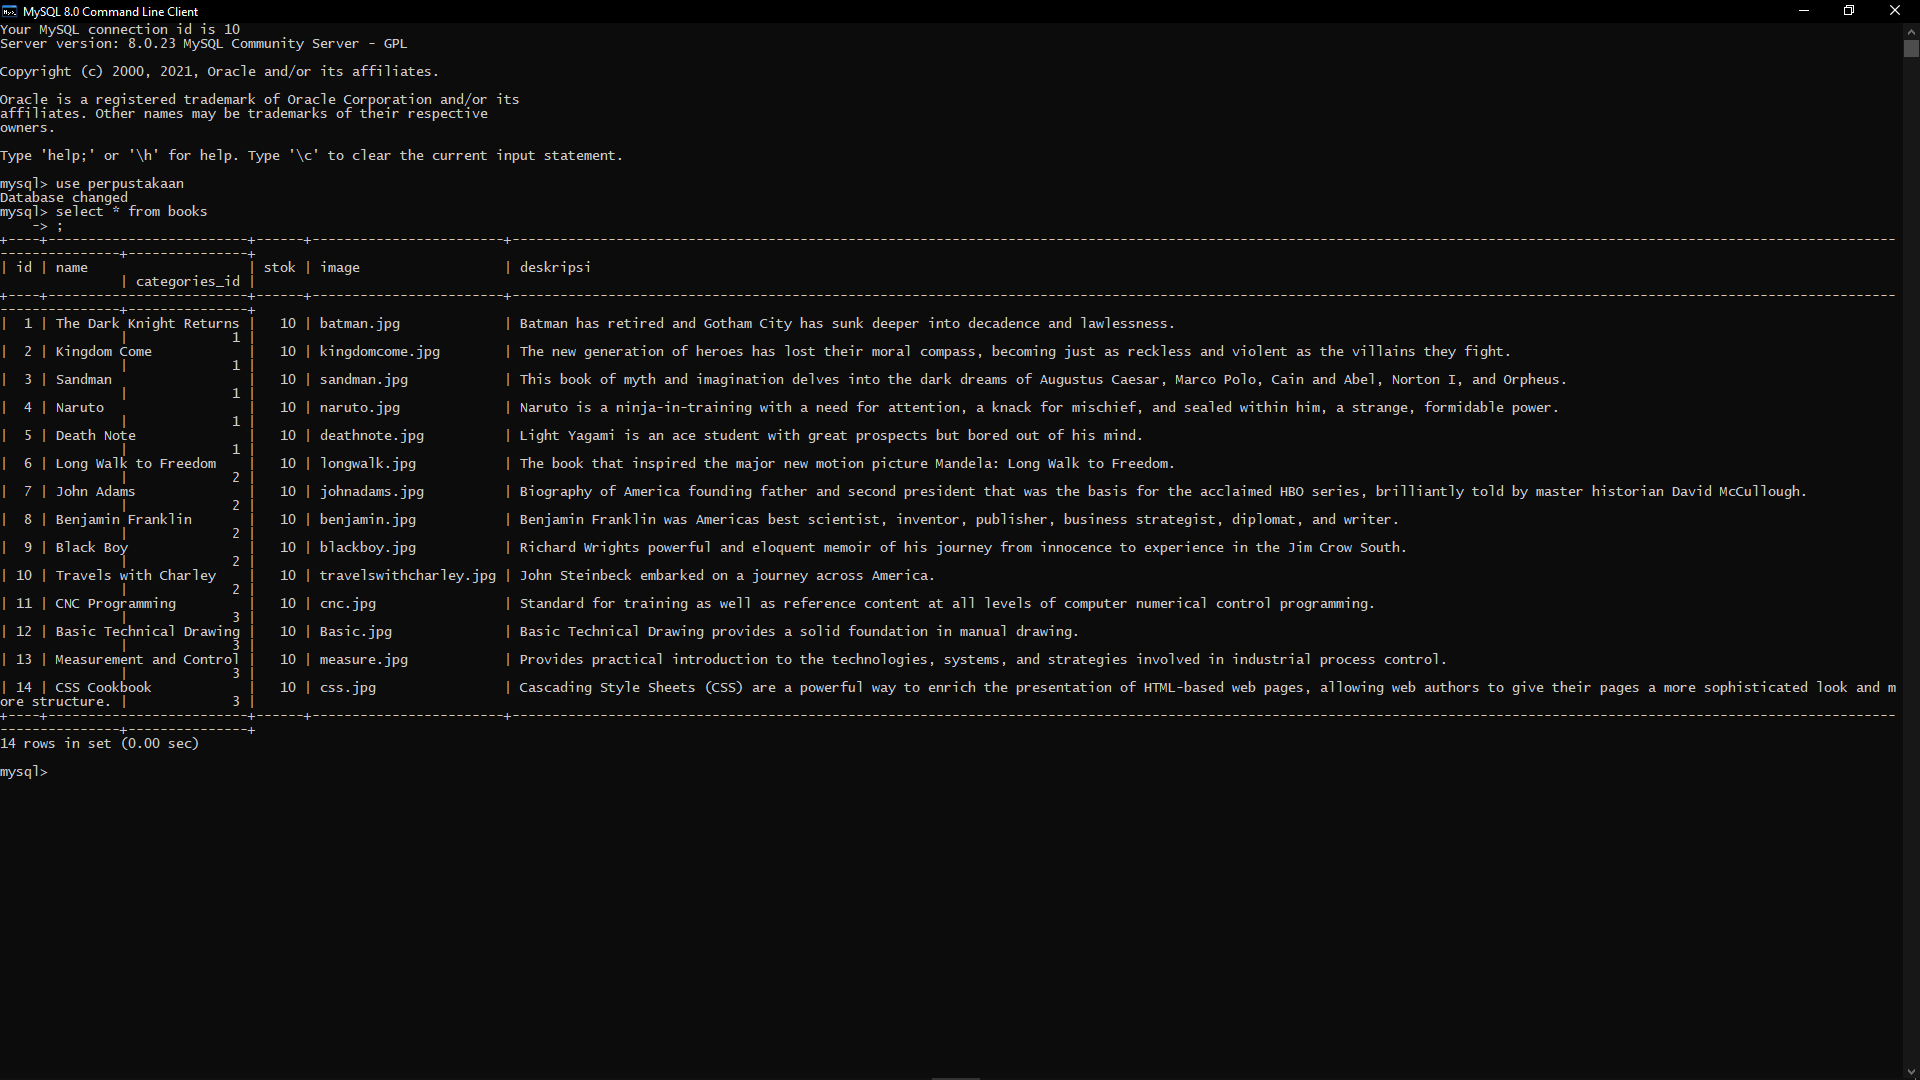 MySQL 8.0 Command Line Client
Your MySQL connection id is 10
Server version: 8.0.23 MySQL Community Server - GPL
Copyright (c) 2000, 2021, Oracle and/or its affiliates.
Oracle is a registered trademark of Oracle Corporation and/or its
affiliates. Other names may be trademarks of their respective
owners.
Type 'help;' or '\h' for help. Type '\c' to clear the current input statement.
mysql> use perpustakaan
Database changed
mysql> select * from books
    -> ;
| id | name                    | stok | image                  | deskripsi
               | categories_id |
|  1 | The Dark Knight Returns |   10 | batman.jpg             | Batman has retired and Gotham City has sunk deeper into decadence and lawlessness.
               |             1 |
|  2 | Kingdom Come            |   10 | kingdomcome.jpg        | The new generation of heroes has lost their moral compass, becoming just as reckless and violent as the villains they fight.
               |             1 |
|  3 | Sandman                 |   10 | sandman.jpg            | This book of myth and imagination delves into the dark dreams of Augustus Caesar, Marco Polo, Cain and Abel, Norton I, and Orpheus.
               |             1 |
|  4 | Naruto                  |   10 | naruto.jpg             | Naruto is a ninja-in-training with a need for attention, a knack for mischief, and sealed within him, a strange, formidable power.
               |             1 |
|  5 | Death Note              |   10 | deathnote.jpg          | Light Yagami is an ace student with great prospects but bored out of his mind.
               |             1 |
|  6 | Long Walk to Freedom    |   10 | longwalk.jpg           | The book that inspired the major new motion picture Mandela: Long Walk to Freedom.
               |             2 |
|  7 | John Adams              |   10 | johnadams.jpg          | Biography of America founding father and second president that was the basis for the acclaimed HBO series, brilliantly told by master historian David McCullough.
               |             2 |
|  8 | Benjamin Franklin       |   10 | benjamin.jpg           | Benjamin Franklin was Americas best scientist, inventor, publisher, business strategist, diplomat, and writer.
               |             2 |
|  9 | Black Boy               |   10 | blackboy.jpg           | Richard Wrights powerful and eloquent memoir of his journey from innocence to experience in the Jim Crow South.
               |             2 |
| 10 | Travels with Charley    |   10 | travelswithcharley.jpg | John Steinbeck embarked on a journey across America.
               |             2 |
| 11 | CNC Programming         |   10 | cnc.jpg                | Standard for training as well as reference content at all levels of computer numerical control programming.
               |             3 |
| 12 | Basic Technical Drawing |   10 | Basic.jpg              | Basic Technical Drawing provides a solid foundation in manual drawing.
               |             3 |
| 13 | Measurement and Control |   10 | measure.jpg            | Provides practical introduction to the technologies, systems, and strategies involved in industrial process control.
               |             3 |
| 14 | CSS Cookbook            |   10 | css.jpg                | Cascading Style Sheets (CSS) are a powerful way to enrich the presentation of HTML-based web pages, allowing web authors to give their pages a more sophisticated look and m
ore structure. |             3 |
14 rows in set (0.00 sec)
mysql>